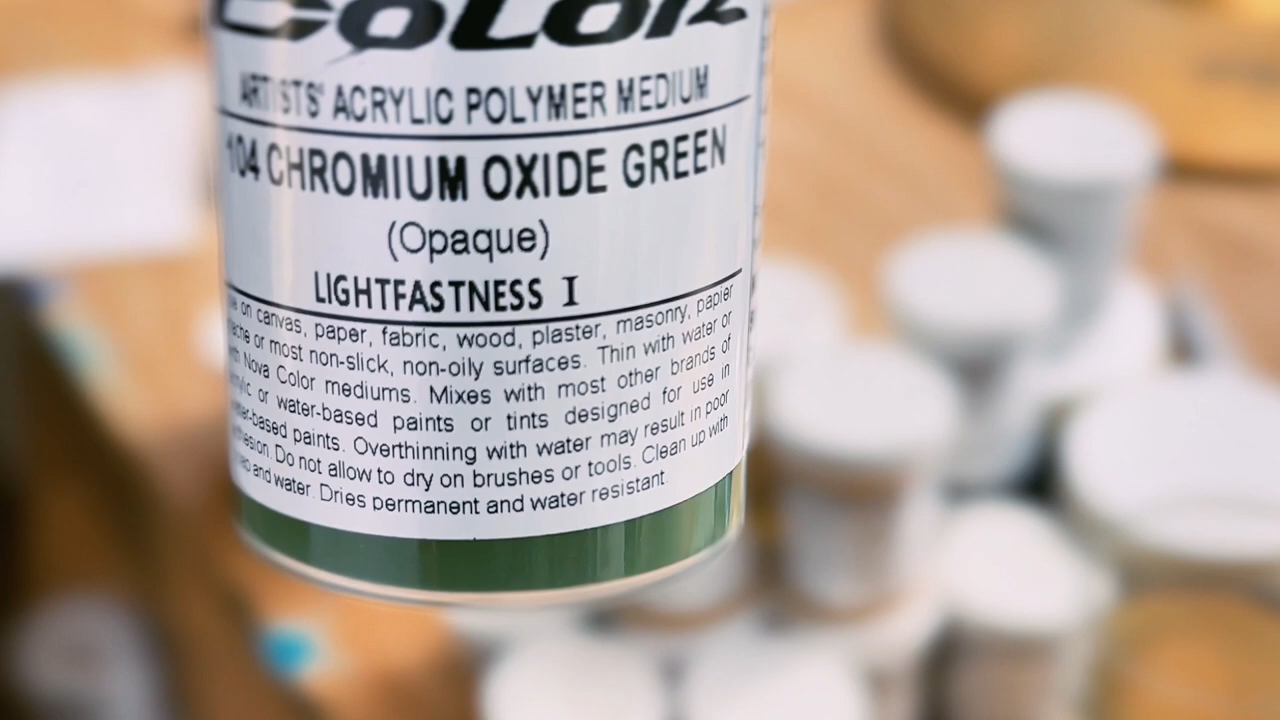 COLOR
ARTISTS' ACRYLIC POLYMER MEDIUM
104 CHROMIUM OXIDE GREEN
(Opaque)
LIGHTFASTNESS I
on canvas, paper, fabric, wood, plaster, masonry, papier
or most non-slick, non-oily surfaces. Thin with water or
Nova Color mediums. Mixes with most other brands of
or water-based paints or tints designed for use in
-based paints. Overthinning with water may result in poor
Do not allow to dry on brushes or tools. Clean up with
and water. Dries permanent and water resistant.